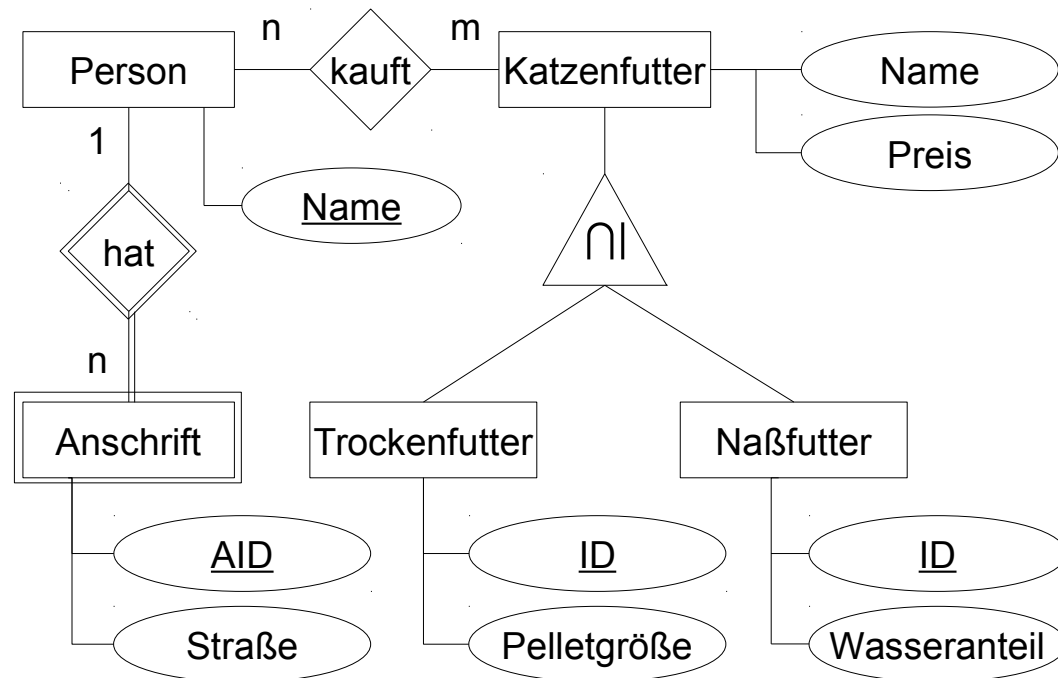 n
m
Person
kauft
Katzenfutter
Name
1
Preis
Name
hat
⋂I
n
Anschrift
Trockenfutter
Naßfutter
AID
ID
ID
Straße
Pelletgröße
Wasseranteil